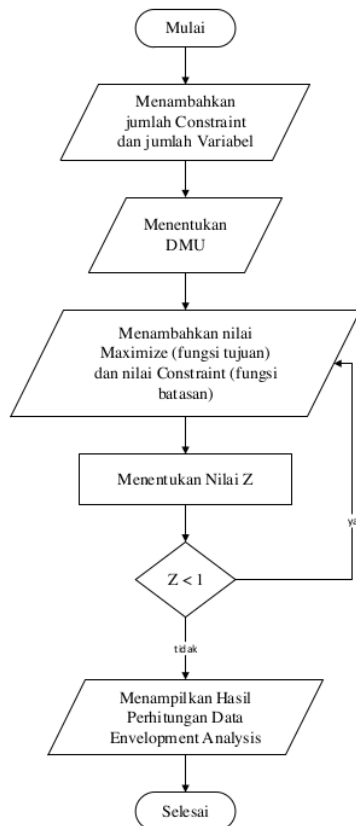 Mulai
Menambahkan
jumlah Constraint
dan jumlah Variabel
Menentukan
DMU
Menambahkan nilai
Maximize (fungsi tujuan)
dan nilai Constraint (fungsi
batasan)
Menentukan Nilai Z
Z < 1
ya
tidak
Menampilkan Hasil
Perhitungan Data
Envelopment Analysis
Selesai